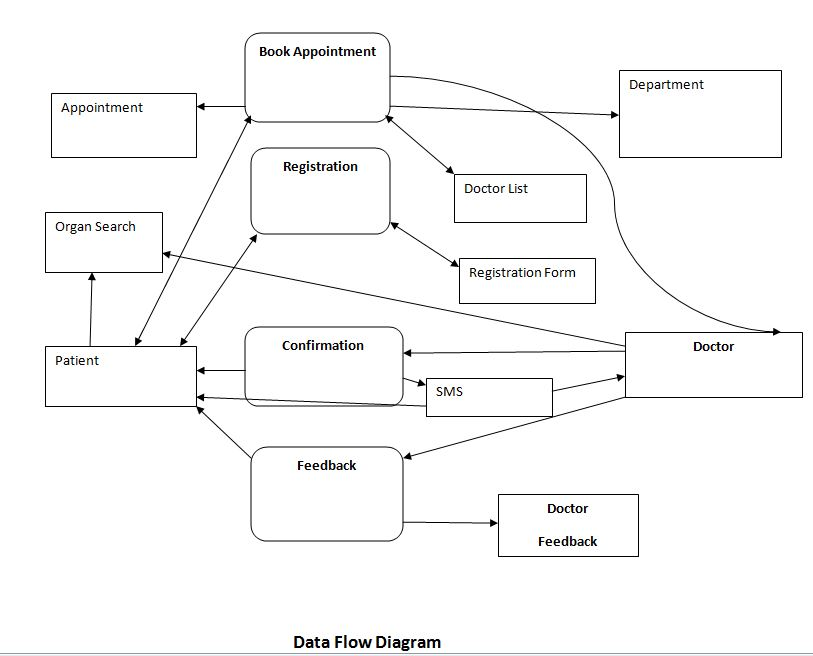 Book Appointment
Department
Appointment
Registration
Doctor List
Organ Search
Registration Form
Confirmation
Doctor
Patient
SMS
Feedback
Doctor
Feedback
Data Flow Diagram